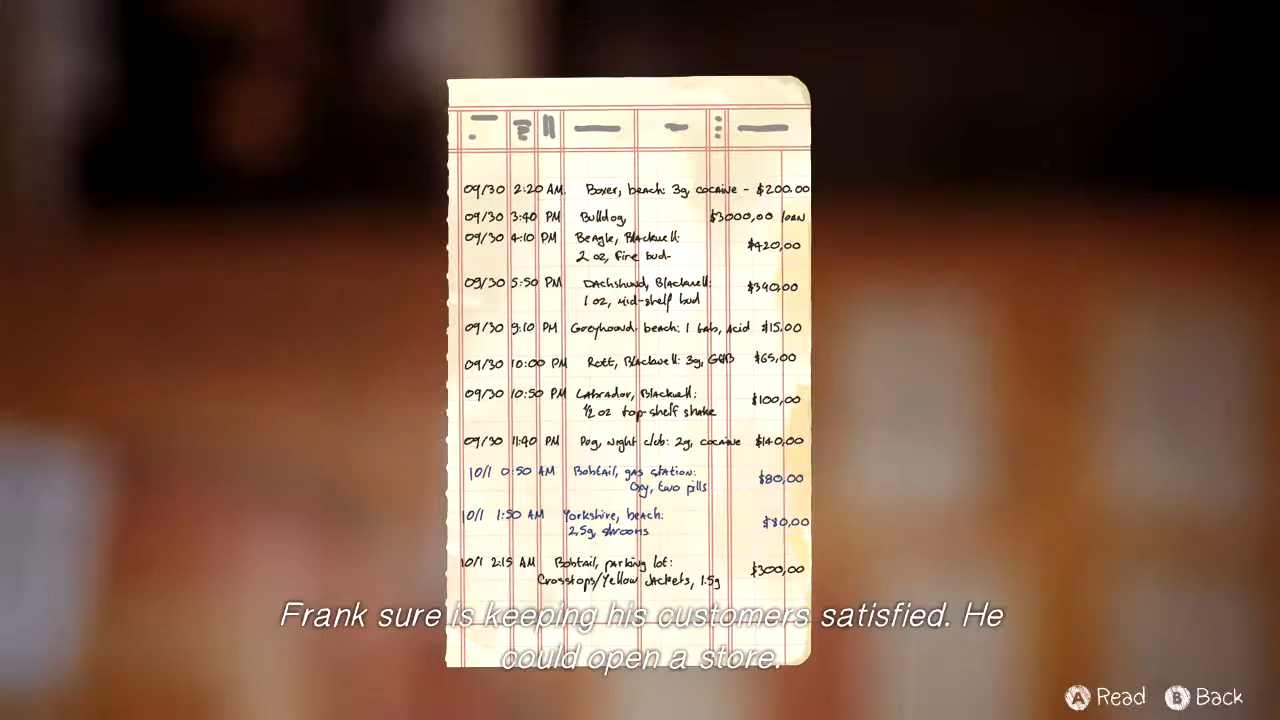 09/30 2:20 AM. Boxer, beach: 3g, cocaine - $200.00
09/30 3:40 PM Bulldog, $3000,00 loan
09/30 4:10 PM Beagle, Blackwell: $420,00
2 oz, fire bud-
09/30 5:50 PM Dachshund, Blackwell: $340,00
1 oz, mid-shelf bud
09/30 9:10 PM Greyhound, beach: 1 tab, acid $15.00
09/30 10:00 PM Rott, Blackwell: 3g, GHB $65,00
09/30 10:50 PM Labrador, Blackwell: $100,00
1/2 oz top-shelf shake
09/30 11:40 PM Pug, night club: 2g, cocaine $140,00
10/1 0:50 AM Bobtail, gas station: $80,00
Oxy, two pills
10/1 1:50 AM Yorkshire, beach: $80,00
2,5g, shrooms
10/1 2:15 AM Bobtail, parking lot: $300,00
Crosstops/Yellow Jackets, 1.5g
Frank sure is keeping his customers satisfied. He
could open a store.
A Read B Back